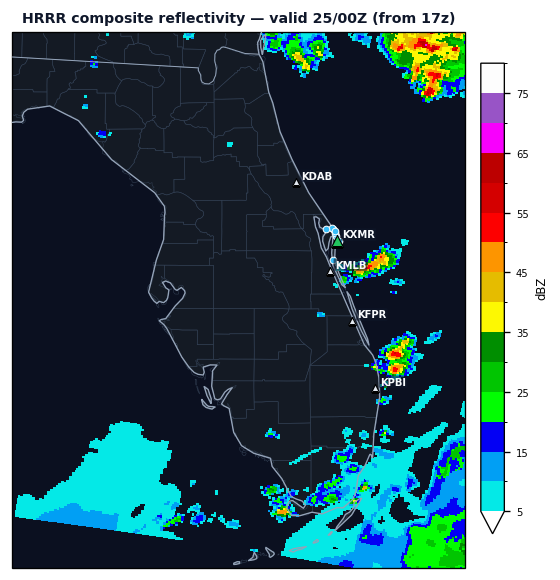 HRRR composite reflectivity — valid 25/00Z (from 17z)
KDAB
KXMR
KMLB
KFPR
KPBI
75
65
55
45
35
25
15
5
dBZ